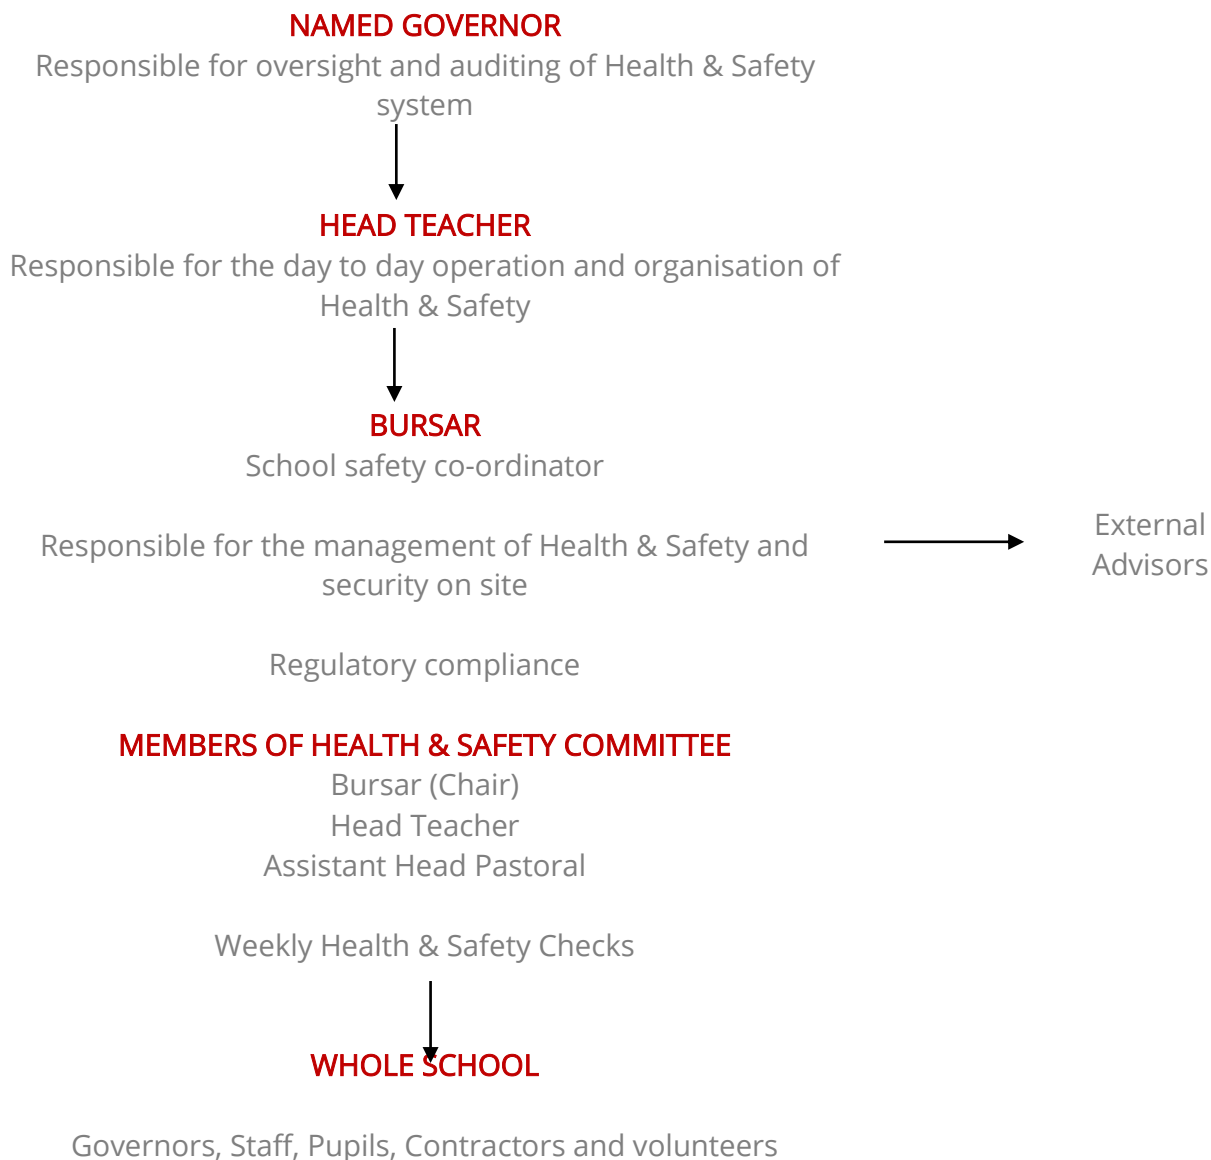 NAMED GOVERNOR
Responsible for oversight and auditing of Health & Safety
system
HEAD TEACHER
Responsible for the day to day operation and organisation of
Health & Safety
BURSAR
School safety co-ordinator
Responsible for the management of Health & Safety and
security on site
External
Advisors
Regulatory compliance
MEMBERS OF HEALTH & SAFETY COMMITTEE
Bursar (Chair)
Head Teacher
Assistant Head Pastoral
Weekly Health & Safety Checks
WHOLE SCHOOL
Governors, Staff, Pupils, Contractors and volunteers